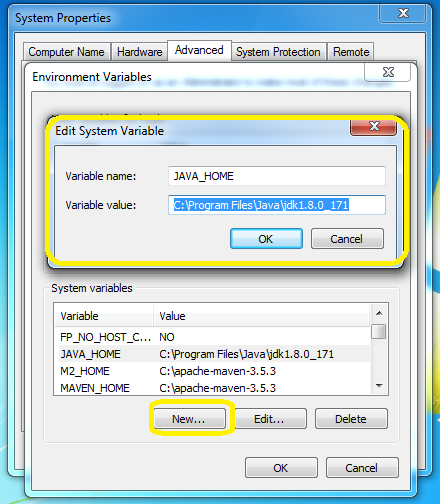 System Properties
Computer Name Hardware Advanced System Protection Remote
Environment Variables
Edit System Variable
Variable name: JAVA_HOME
Variable value: C:\Program Files\Java\jdk1.8.0_171
OK Cancel
System variables
Variable Value
FP_NO_HOST_C... NO
JAVA_HOME C:\Program Files\Java\jdk1.8.0_171
M2_HOME C:\apache-maven-3.5.3
MAVEN_HOME C:\apache-maven-3.5.3
New... Edit... Delete
OK Cancel